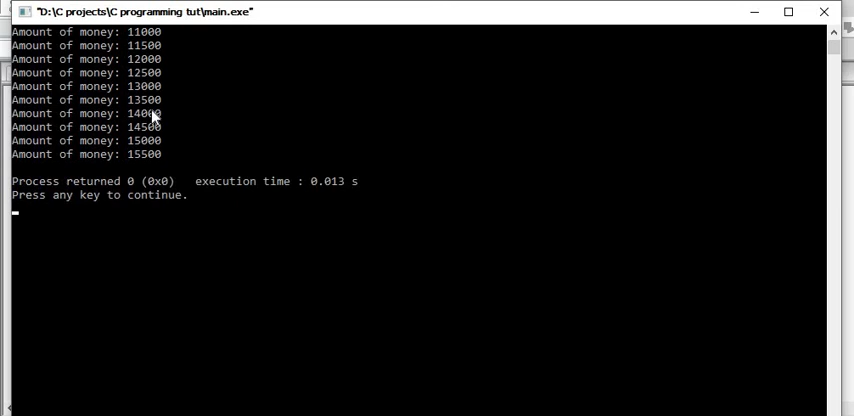 "D:\C projects\C programming tut\main.exe"
Amount of money: 11000
Amount of money: 11500
Amount of money: 12000
Amount of money: 12500
Amount of money: 13000
Amount of money: 13500
Amount of money: 14000
Amount of money: 14500
Amount of money: 15000
Amount of money: 15500
Process returned 0 (0x0)   execution time : 0.013 s
Press any key to continue.